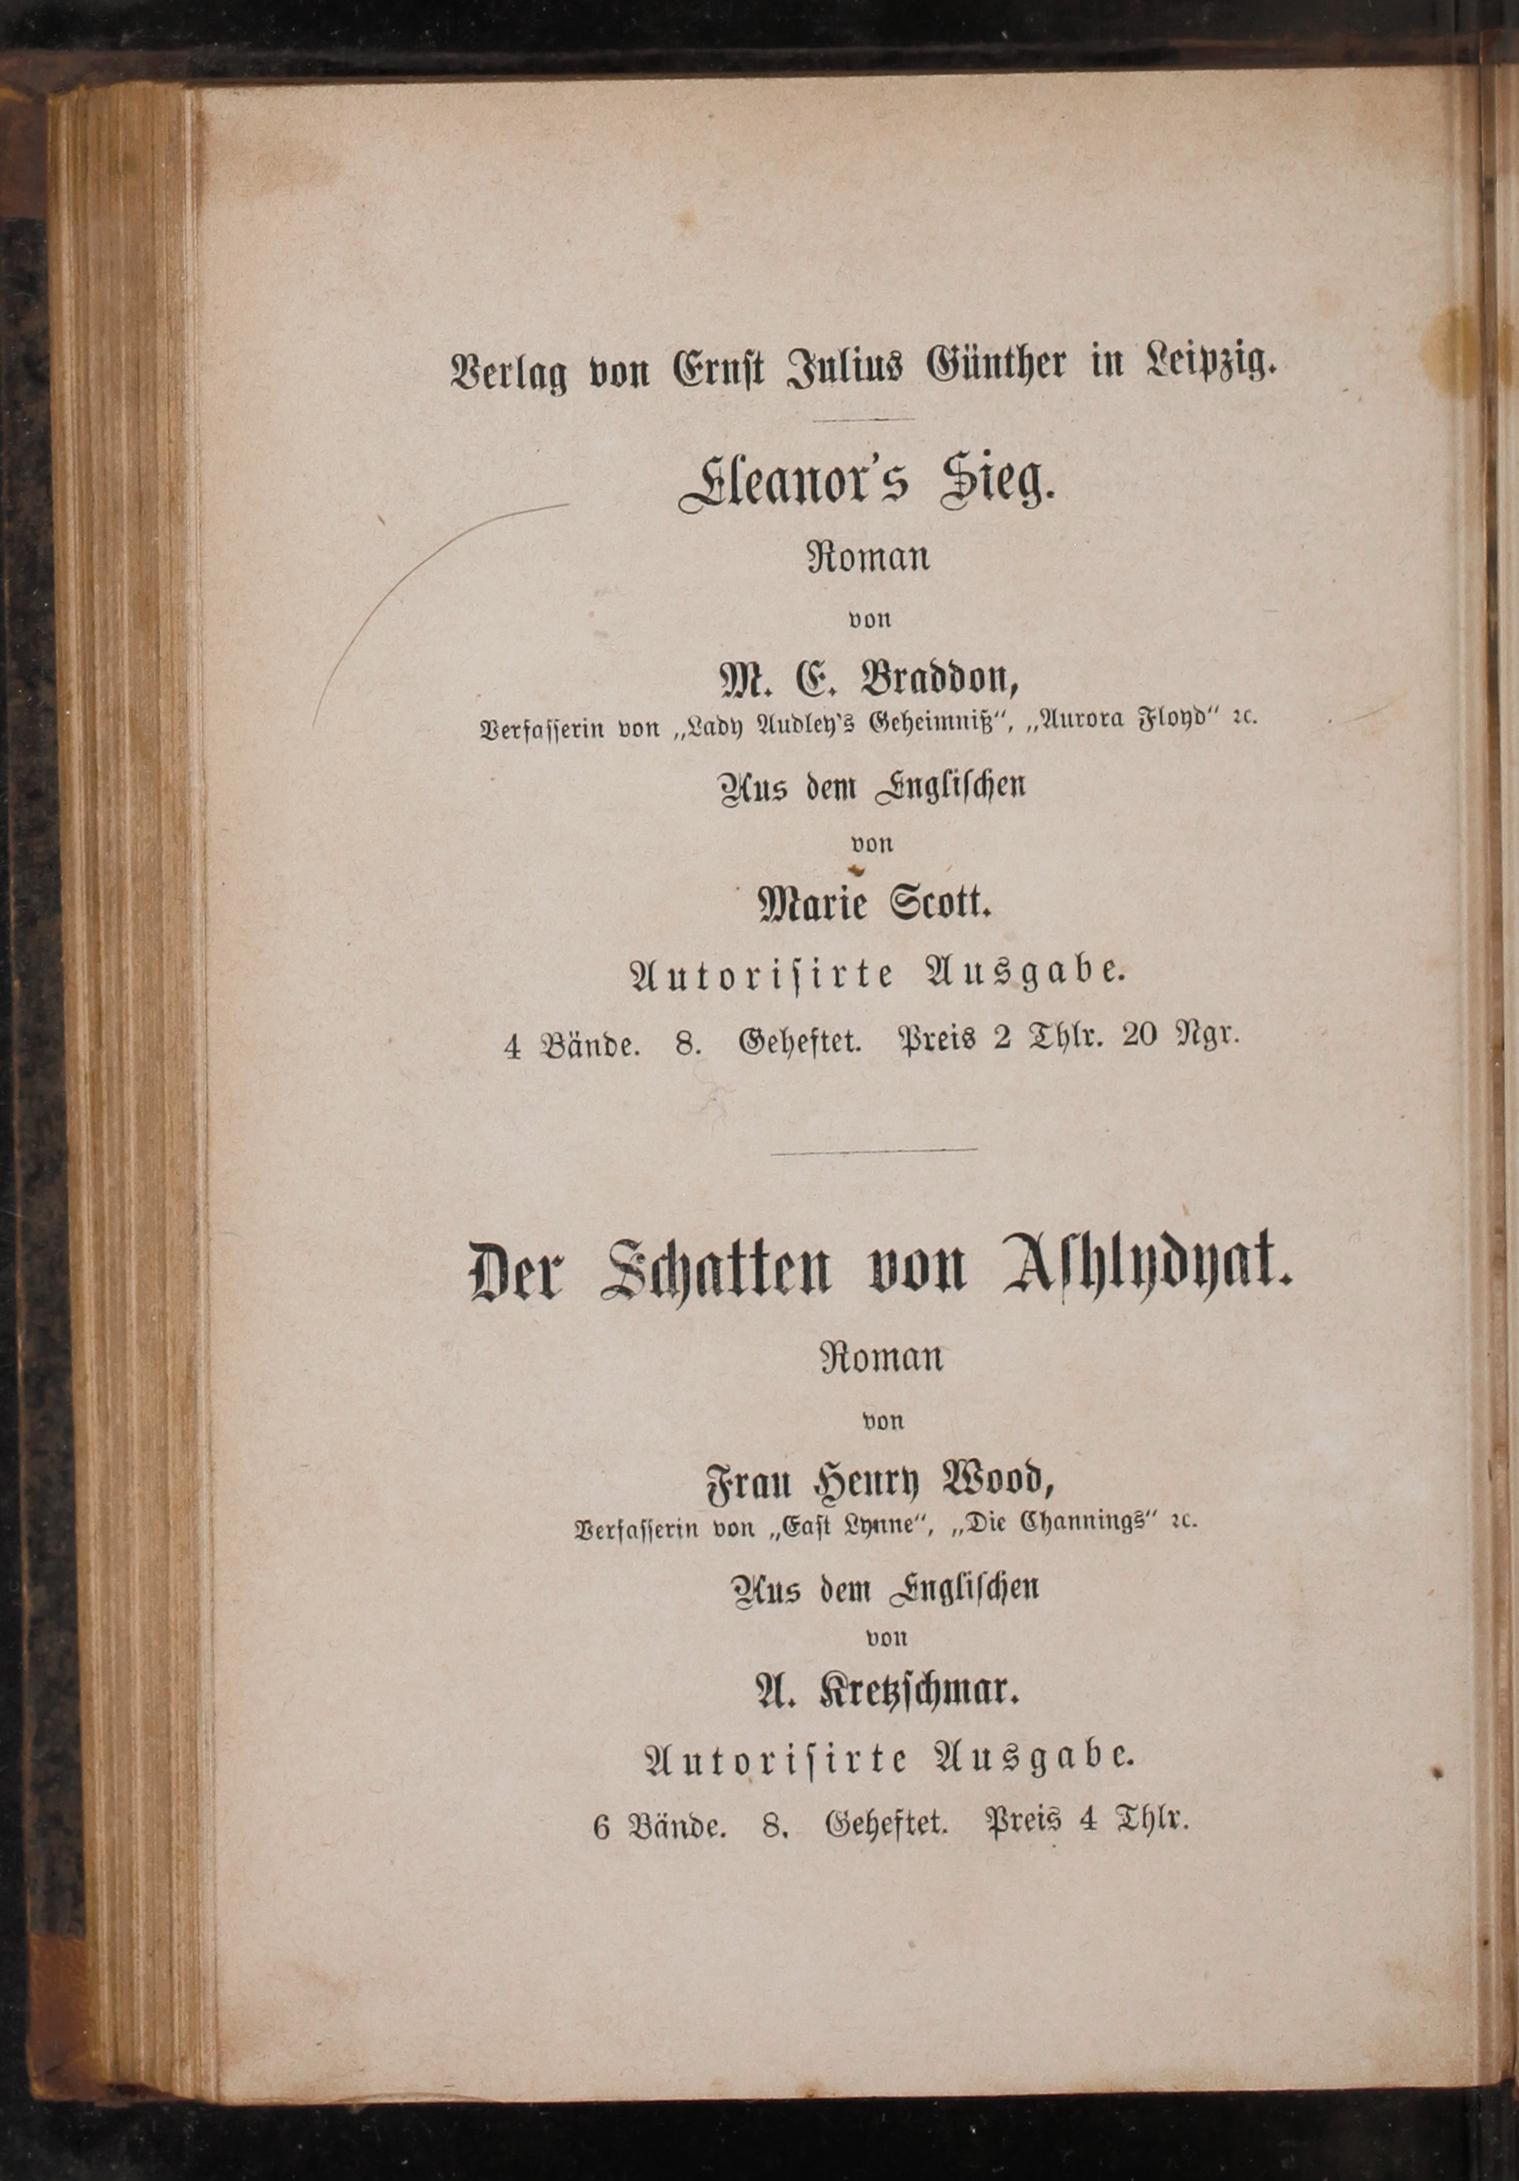 Verlag von Ernst Julius Günther in Leipzig.
Eleanor's Sieg.
Roman
von
M. E. Braddon,
Verfasserin von „Lady Audley's Geheimniß“, „Aurora Floyd“ ꝛc.
Aus dem Englischen
von
Marie Scott.
Autorisirte Ausgabe.
4 Bände. 8. Geheftet. Preis 2 Thlr. 20 Ngr.
Der Schatten von Ashlydyat.
Roman
von
Frau Henry Wood,
Verfasserin von „East Lynne“, „Die Channings“ ꝛc.
Aus dem Englischen
von
A. Kretzschmar.
Autorisirte Ausgabe.
6 Bände. 8. Geheftet. Preis 4 Thlr.